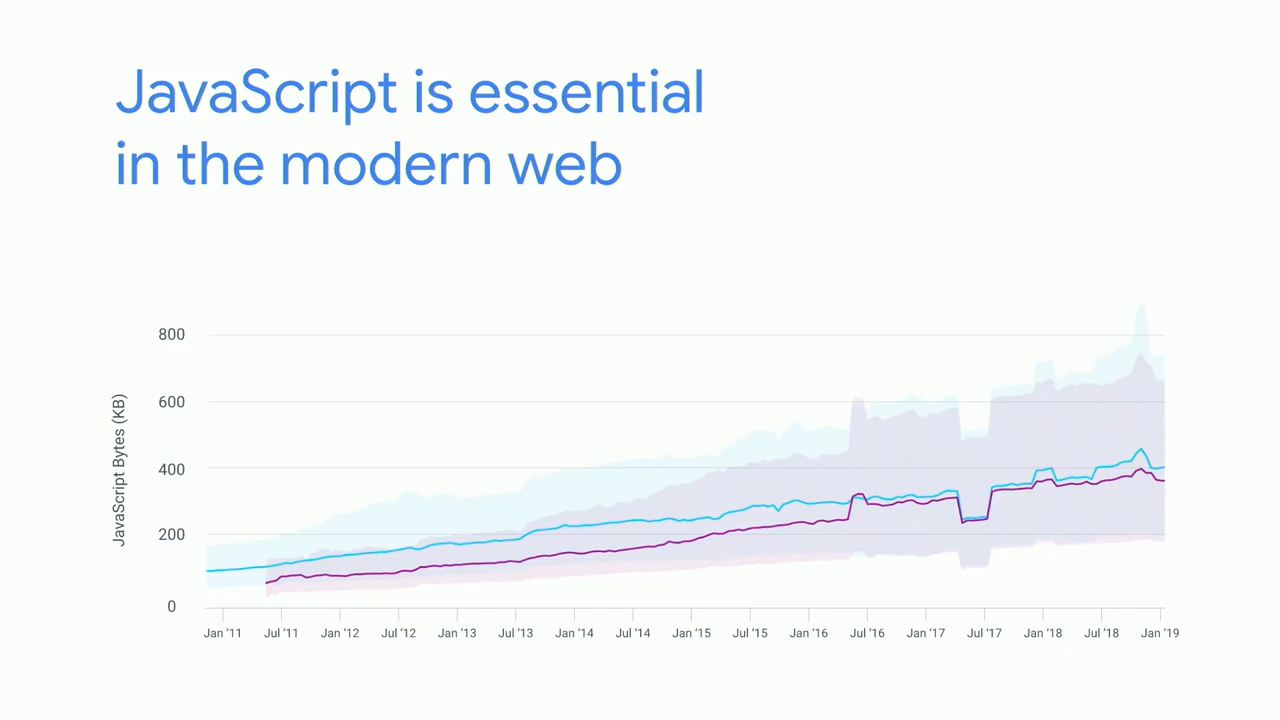 JavaScript is essential
in the modern web
JavaScript Bytes (KB)
800
600
400
200
0
Jan '11 Jul '11 Jan '12 Jul '12 Jan '13 Jul '13 Jan '14 Jul '14 Jan '15 Jul '15 Jan '16 Jul '16 Jan '17 Jul '17 Jan '18 Jul '18 Jan '19